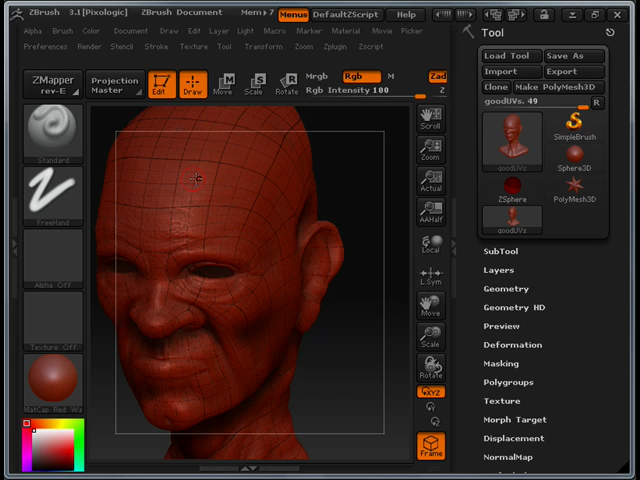 ZBrush 3.1[Pixologic] ZBrush Document Mem•7 Menus DefaultZScript Help
Alpha Brush Color Document Draw Edit Layer Light Macro Marker Material Movie Picker
Preferences Render Stencil Stroke Texture Tool Transform Zoom Zplugin Zscript
ZMapper
rev-E
Projection
Master
Edit
Draw
Move
Scale
Rotate
Mrgb Rgb M Zad
Rgb Intensity 100 Z
Standard
FreeHand
Alpha Off
Texture Off
MatCap Red Wa
Scroll
Zoom
Actual
AAHalf
Local
L.Sym
Move
Scale
Rotate
XYZ
Y
Z
Frame
Tool
Load Tool Save As
Import Export
Clone Make PolyMesh3D
goodUVs. 49 R
goodUVs
SimpleBrush
Sphere3D
ZSphere
PolyMesh3D
goodUVs
SubTool
Layers
Geometry
Geometry HD
Preview
Deformation
Masking
Polygroups
Texture
Morph Target
Displacement
NormalMap